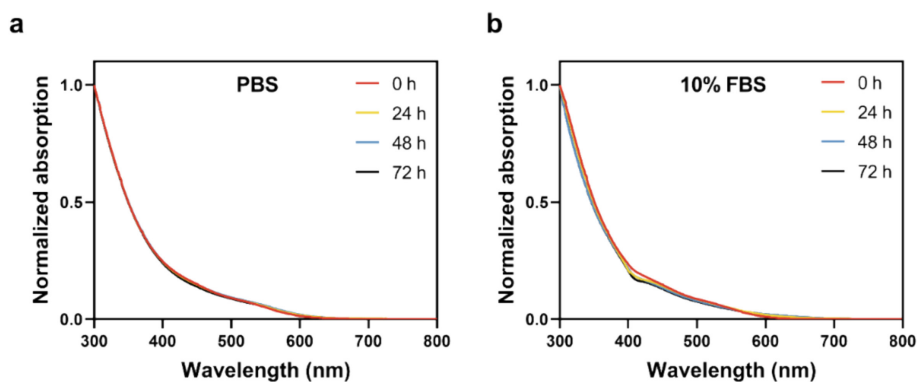 a
PBS
0 h
24 h
48 h
72 h
Normalized absorption
1.0
0.5
0.0
300 400 500 600 700 800
Wavelength (nm)
b
10% FBS
0 h
24 h
48 h
72 h
Normalized absorption
1.0
0.5
0.0
300 400 500 600 700 800
Wavelength (nm)